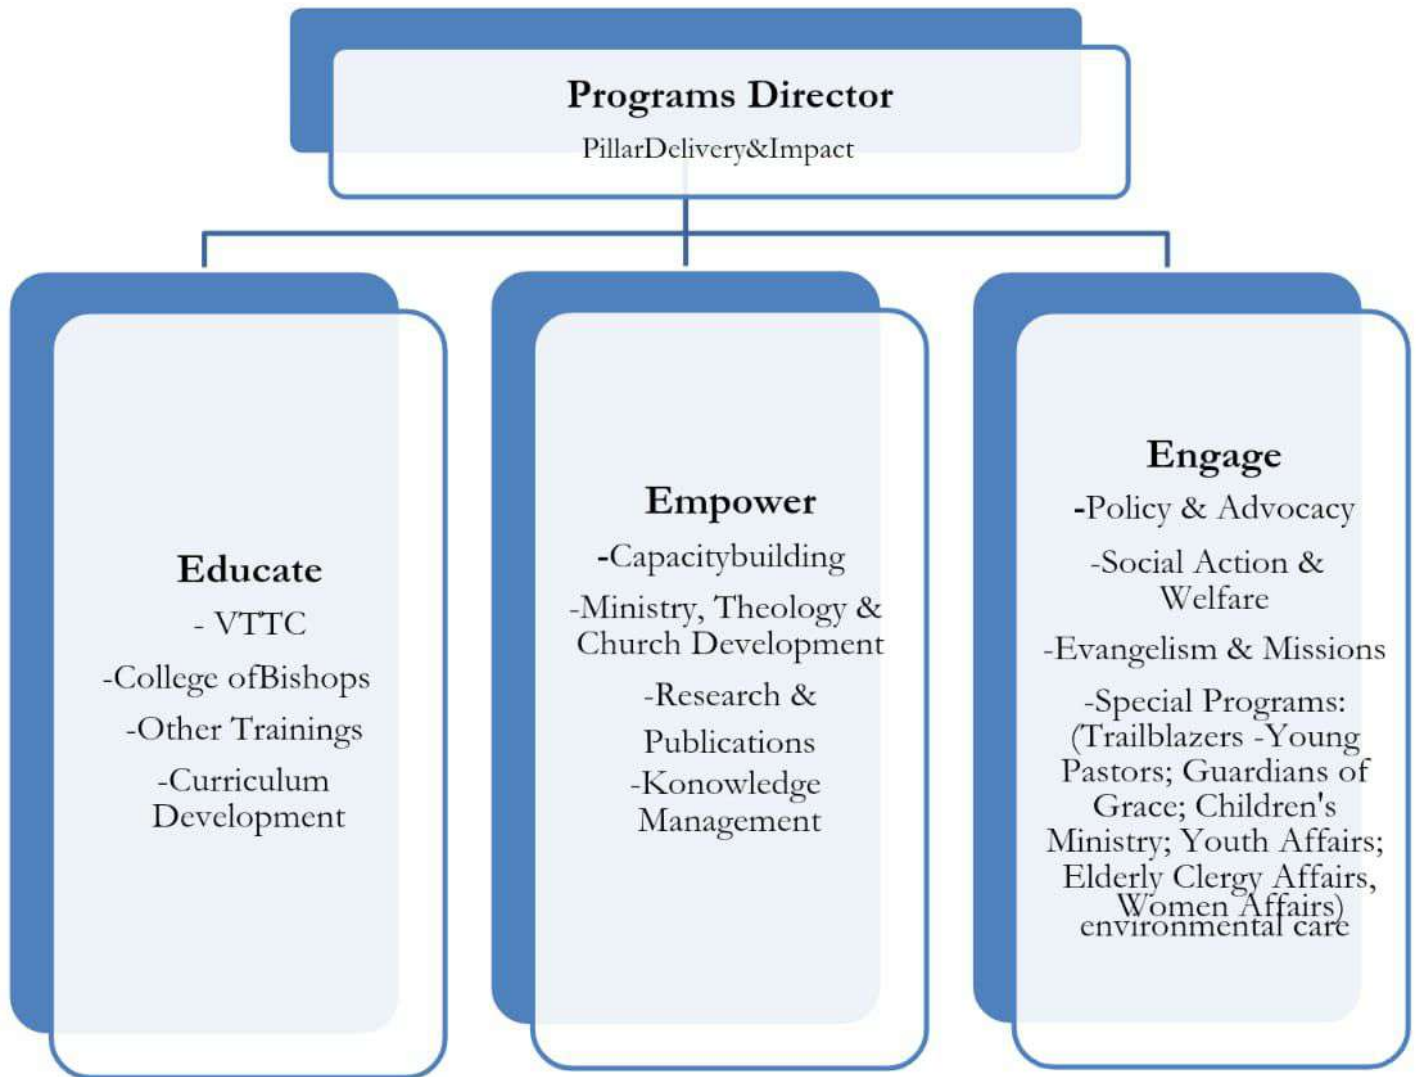 Programs Director
PillarDelivery&Impact
Educate
- VTTC
-College ofBishops
-Other Trainings
-Curriculum
Development
Empower
-Capacitybuilding
-Ministry, Theology &
Church Development
-Research &
Publications
-Konowledge
Management
Engage
-Policy & Advocacy
-Social Action &
Welfare
-Evangelism & Missions
-Special Programs:
(Trailblazers -Young
Pastors; Guardians of
Grace; Children's
Ministry; Youth Affairs;
Elderly Clergy Affairs,
Women Affairs)
environmental care